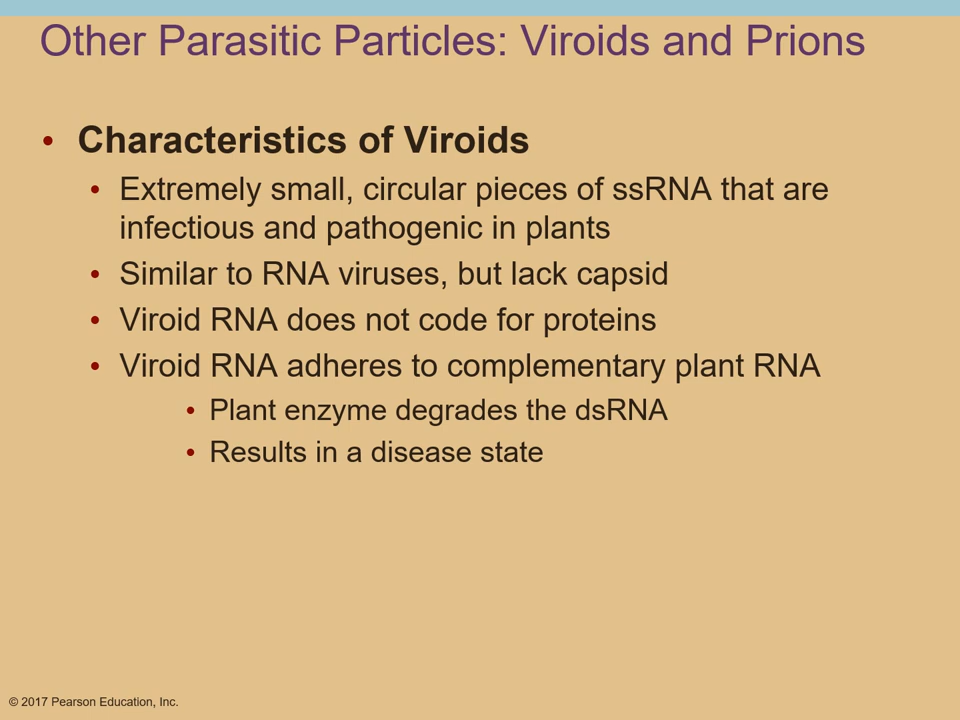 Other Parasitic Particles: Viroids and Prions
• Characteristics of Viroids
• Extremely small, circular pieces of ssRNA that are
infectious and pathogenic in plants
• Similar to RNA viruses, but lack capsid
• Viroid RNA does not code for proteins
• Viroid RNA adheres to complementary plant RNA
• Plant enzyme degrades the dsRNA
• Results in a disease state
© 2017 Pearson Education, Inc.